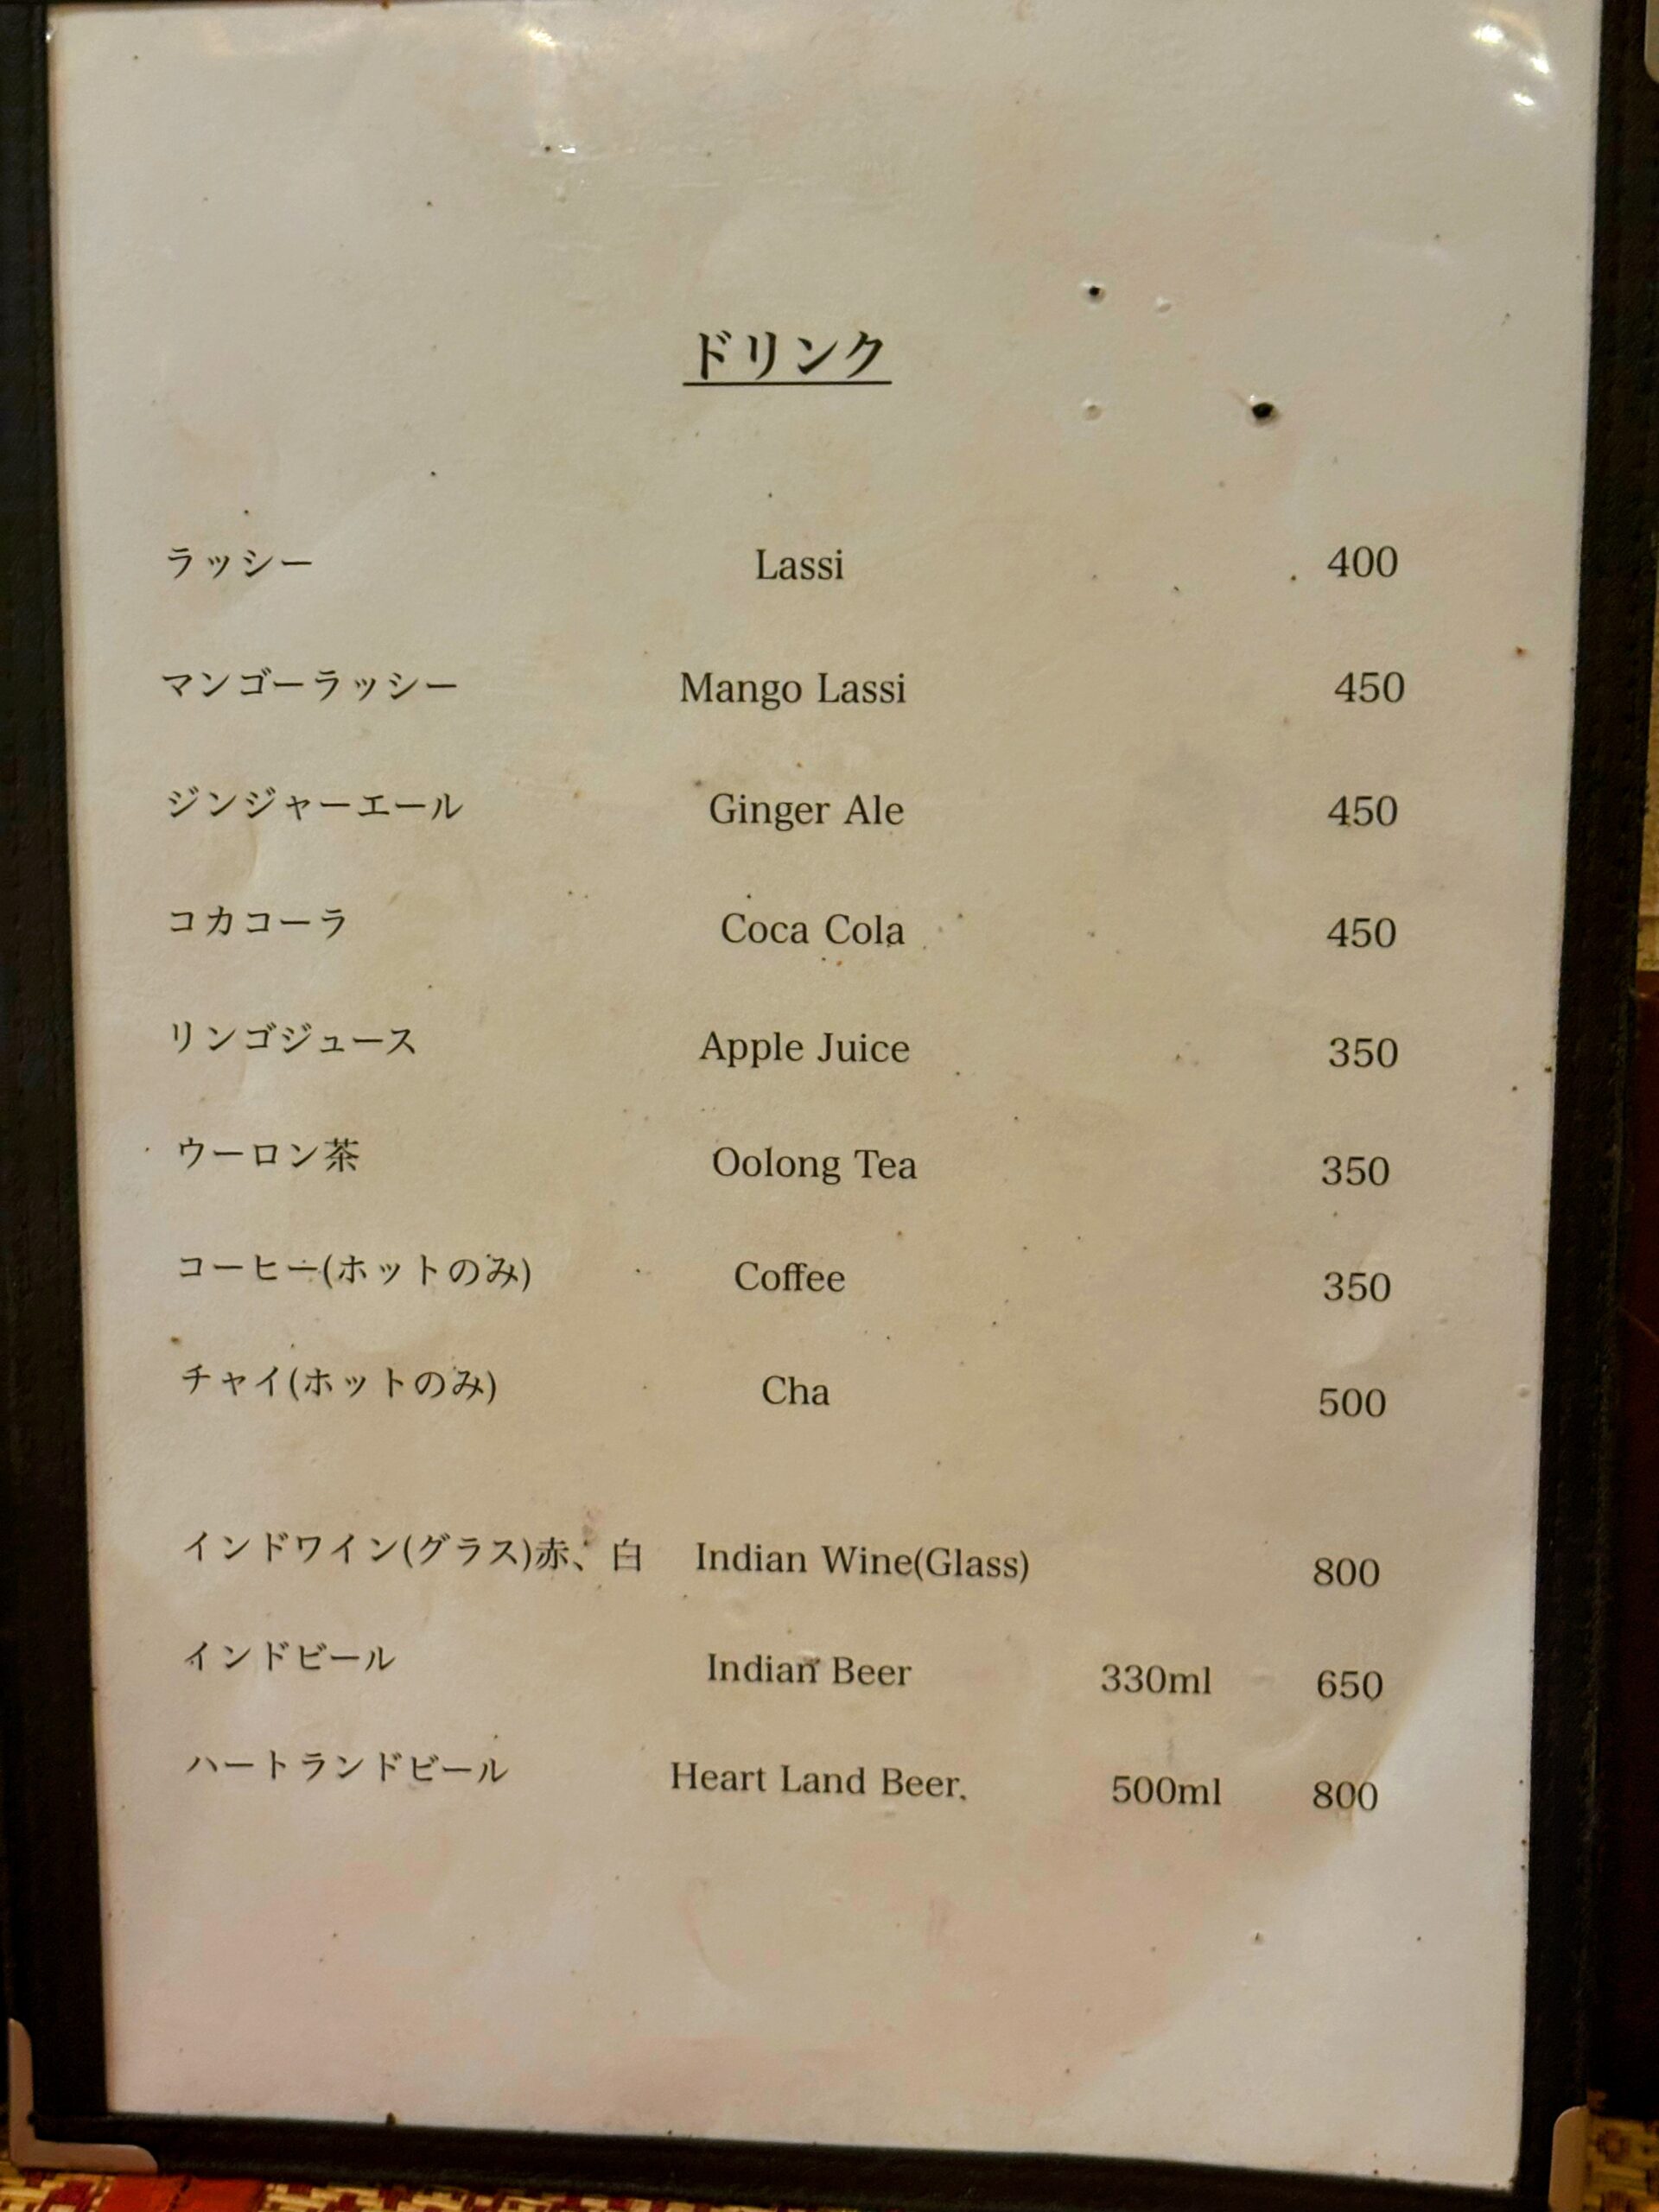 ドリンク
ラッシー Lassi 400
マンゴーラッシー Mango Lassi 450
ジンジャーエール Ginger Ale 450
コカコーラ Coca Cola 450
リンゴジュース Apple Juice 350
ウーロン茶 Oolong Tea 350
コーヒー(ホットのみ) Coffee 350
チャイ(ホットのみ) Cha 500
インドワイン(グラス)赤、白 Indian Wine(Glass) 800
インドビール Indian Beer 330ml 650
ハートランドビール Heart Land Beer. 500ml 800